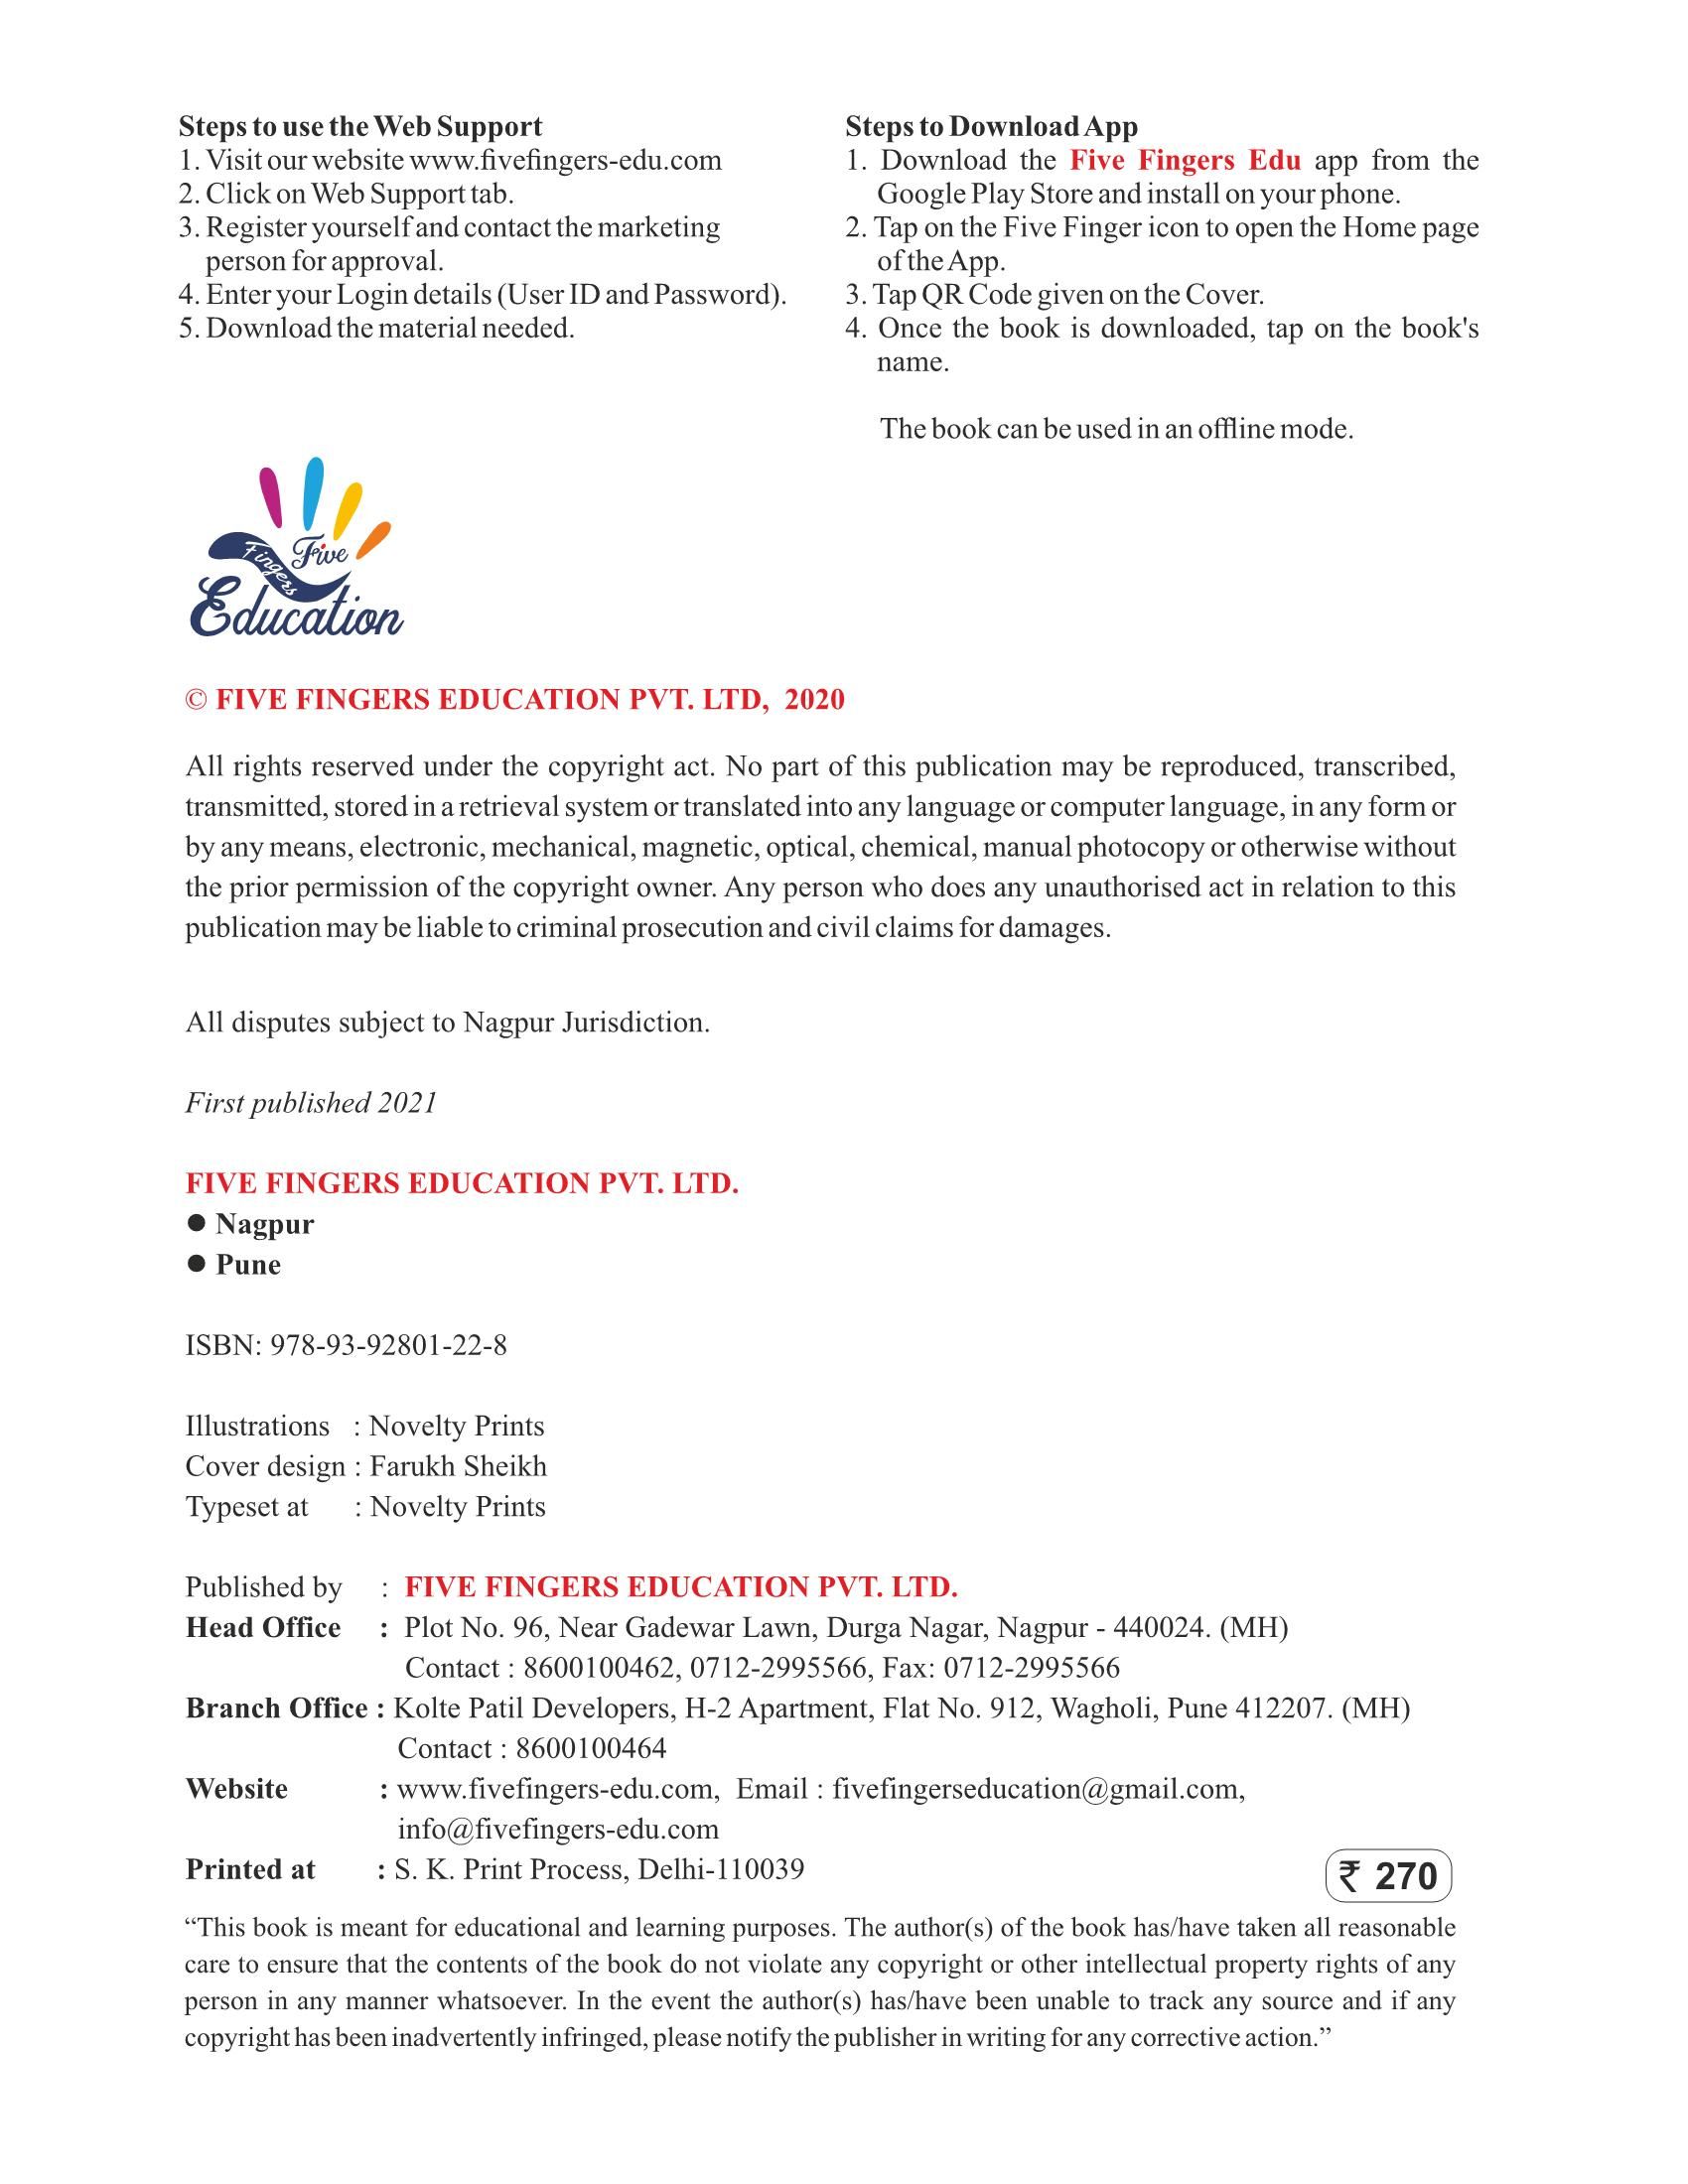 Steps to use the Web Support
1. Visit our website www.fivefingers-edu.com
2. Click on Web Support tab.
3. Register yourself and contact the marketing
person for approval.
4. Enter your Login details (User ID and Password).
5. Download the material needed.
Steps to Download App
1. Download the Five Fingers Edu app from the
Google Play Store and install on your phone.
2. Tap on the Five Finger icon to open the Home page
of the App.
3. Tap QR Code given on the Cover.
4. Once the book is downloaded, tap on the book's
name.
The book can be used in an offline mode.
Five
Fingers
Education
© FIVE FINGERS EDUCATION PVT. LTD, 2020
All rights reserved under the copyright act. No part of this publication may be reproduced, transcribed,
transmitted, stored in a retrieval system or translated into any language or computer language, in any form or
by any means, electronic, mechanical, magnetic, optical, chemical, manual photocopy or otherwise without
the prior permission of the copyright owner. Any person who does any unauthorised act in relation to this
publication may be liable to criminal prosecution and civil claims for damages.
All disputes subject to Nagpur Jurisdiction.
First published 2021
FIVE FINGERS EDUCATION PVT. LTD.
● Nagpur
● Pune
ISBN: 978-93-92801-22-8
Illustrations : Novelty Prints
Cover design : Farukh Sheikh
Typeset at : Novelty Prints
Published by : FIVE FINGERS EDUCATION PVT. LTD.
Head Office : Plot No. 96, Near Gadewar Lawn, Durga Nagar, Nagpur - 440024. (MH)
Contact : 8600100462, 0712-2995566, Fax: 0712-2995566
Branch Office : Kolte Patil Developers, H-2 Apartment, Flat No. 912, Wagholi, Pune 412207. (MH)
Contact : 8600100464
Website : www.fivefingers-edu.com, Email : fivefingerseducation@gmail.com,
info@fivefingers-edu.com
Printed at : S. K. Print Process, Delhi-110039
₹ 270
“This book is meant for educational and learning purposes. The author(s) of the book has/have taken all reasonable
care to ensure that the contents of the book do not violate any copyright or other intellectual property rights of any
person in any manner whatsoever. In the event the author(s) has/have been unable to track any source and if any
copyright has been inadvertently infringed, please notify the publisher in writing for any corrective action.”